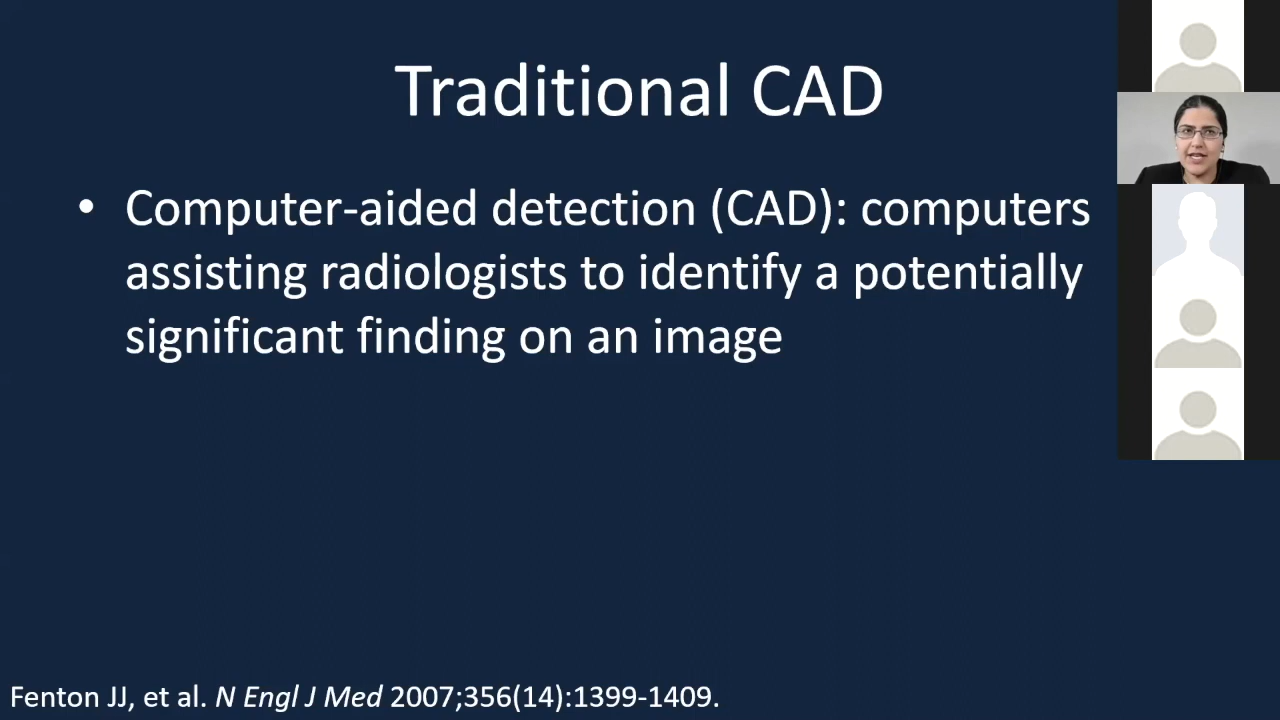 Traditional CAD
• Computer-aided detection (CAD): computers
assisting radiologists to identify a potentially
significant finding on an image
Fenton JJ, et al. N Engl J Med 2007;356(14):1399-1409.